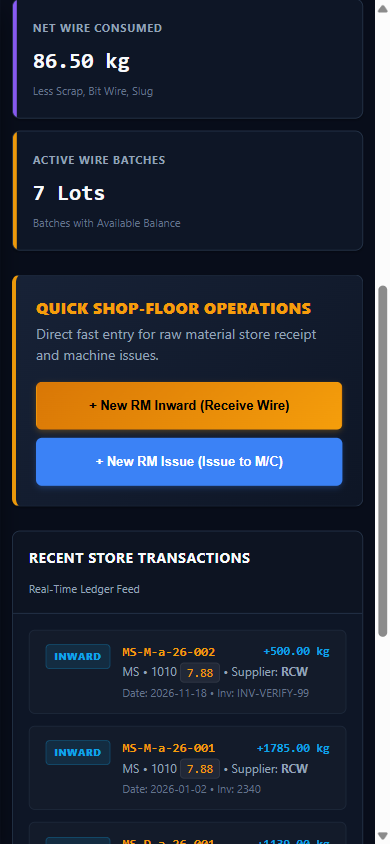 NET WIRE CONSUMED
86.50 kg
Less Scrap, Bit Wire, Slug
ACTIVE WIRE BATCHES
7 Lots
Batches with Available Balance
QUICK SHOP-FLOOR OPERATIONS
Direct fast entry for raw material store receipt
and machine issues.
+ New RM Inward (Receive Wire)
+ New RM Issue (Issue to M/C)
RECENT STORE TRANSACTIONS
Real-Time Ledger Feed
INWARD MS-M-a-26-002 +500.00 kg
MS • 1010 7.88 • Supplier: RCW
Date: 2026-11-18 • Inv: INV-VERIFY-99
INWARD MS-M-a-26-001 +1785.00 kg
MS • 1010 7.88 • Supplier: RCW
Date: 2026-01-02 • Inv: 2340